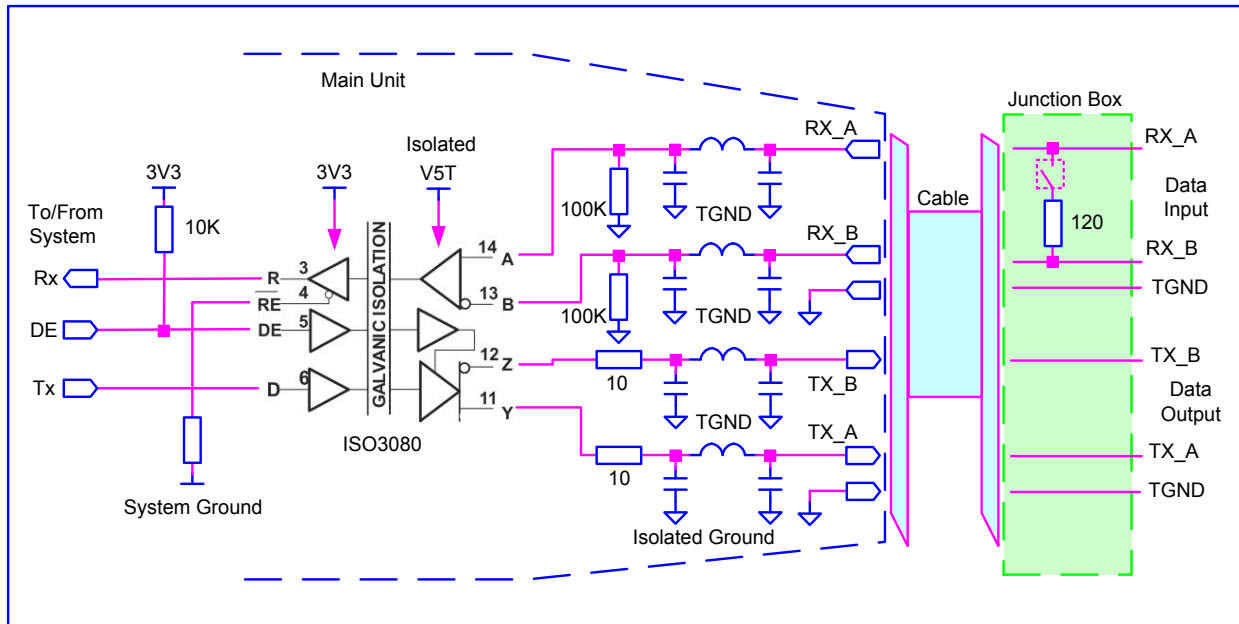 Main Unit
Junction Box
RX_A
RX_A
Isolated
3V3
3V3
V5T
Cable
Data
Input
To/From
System
10K
100K
TGND
120
GALVANIC ISOLATION
14
A
RX_B
RX_B
Rx
R
3
4
RE
13
B
TGND
DE
DE
5
100K
TGND
12
Z
TX_B
Tx
D
6
10
TX_B
Data
Output
11
Y
TGND
TX_A
TX_A
ISO3080
10
TGND
System Ground
Isolated Ground